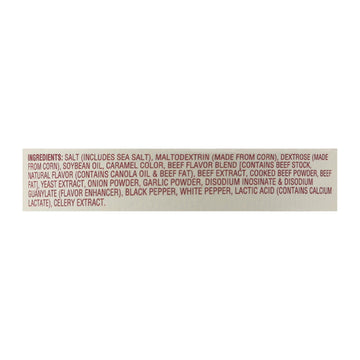 INGREDIENTS: SALT (INCLUDES SEA SALT), MALTODEXTRIN (MADE FROM CORN), DEXTROSE (MADE
FROM CORN), SOYBEAN OIL, CARAMEL COLOR, BEEF FLAVOR BLEND [CONTAINS BEEF STOCK,
NATURAL FLAVOR (CONTAINS CANOLA OIL & BEEF FAT), BEEF EXTRACT, COOKED BEEF POWDER, BEEF
FAT], YEAST EXTRACT, ONION POWDER, GARLIC POWDER, DISODIUM INOSINATE & DISODIUM
GUANYLATE (FLAVOR ENHANCER), BLACK PEPPER, WHITE PEPPER, LACTIC ACID (CONTAINS CALCIUM
LACTATE), CELERY EXTRACT.